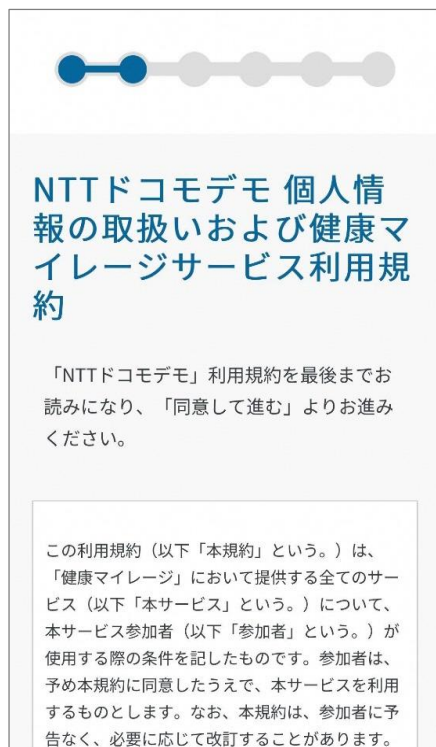 NTTドコモデモ 個人情
報の取扱いおよび健康マ
イレージサービス利用規
約
「NTTドコモデモ」利用規約を最後までお
読みになり、「同意して進む」よりお進み
ください。
この利用規約（以下「本規約」という。）は、
「健康マイレージ」において提供する全てのサー
ビス（以下「本サービス」という。）について、
本サービス参加者（以下「参加者」という。）が
使用する際の条件を記したものです。参加者は、
予め本規約に同意したうえで、本サービスを利用
するものとします。なお、本規約は、参加者に予
告なく、必要に応じて改訂することがあります。